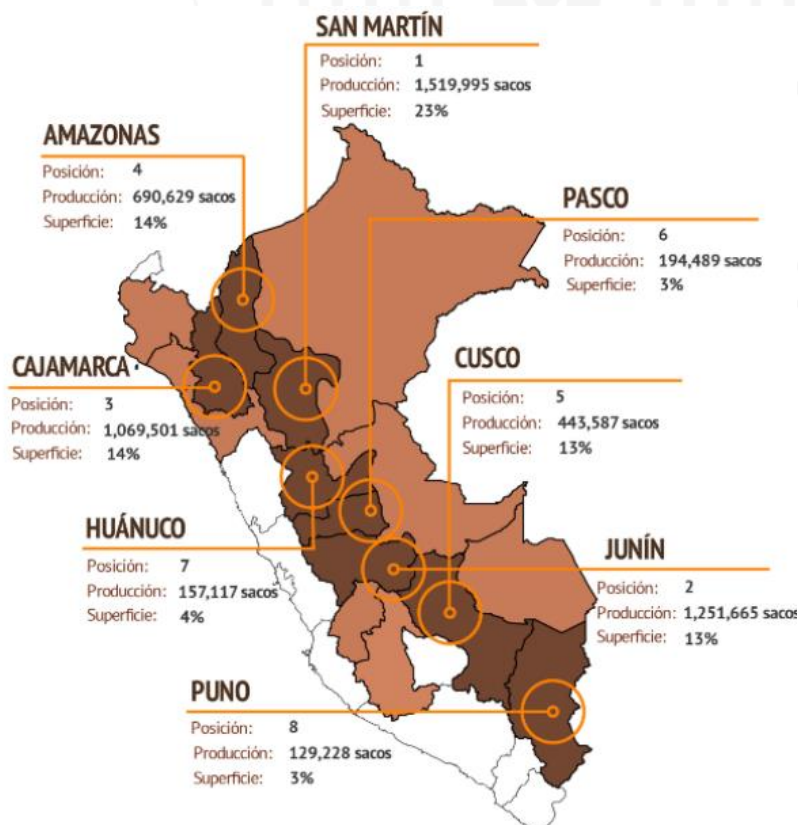 SAN MARTÍN
Posición: 1
Producción: 1,519,995 sacos
Superficie: 23%
AMAZONAS
Posición: 4
Producción: 690,629 sacos
Superficie: 14%
PASCO
Posición: 6
Producción: 194,489 sacos
Superficie: 3%
CAJAMARCA
Posición: 3
Producción: 1,069,501 sacos
Superficie: 14%
CUSCO
Posición: 5
Producción: 443,587 sacos
Superficie: 13%
HUÁNUCO
Posición: 7
Producción: 157,117 sacos
Superficie: 4%
JUNÍN
Posición: 2
Producción: 1,251,665 sacos
Superficie: 13%
PUNO
Posición: 8
Producción: 129,228 sacos
Superficie: 3%